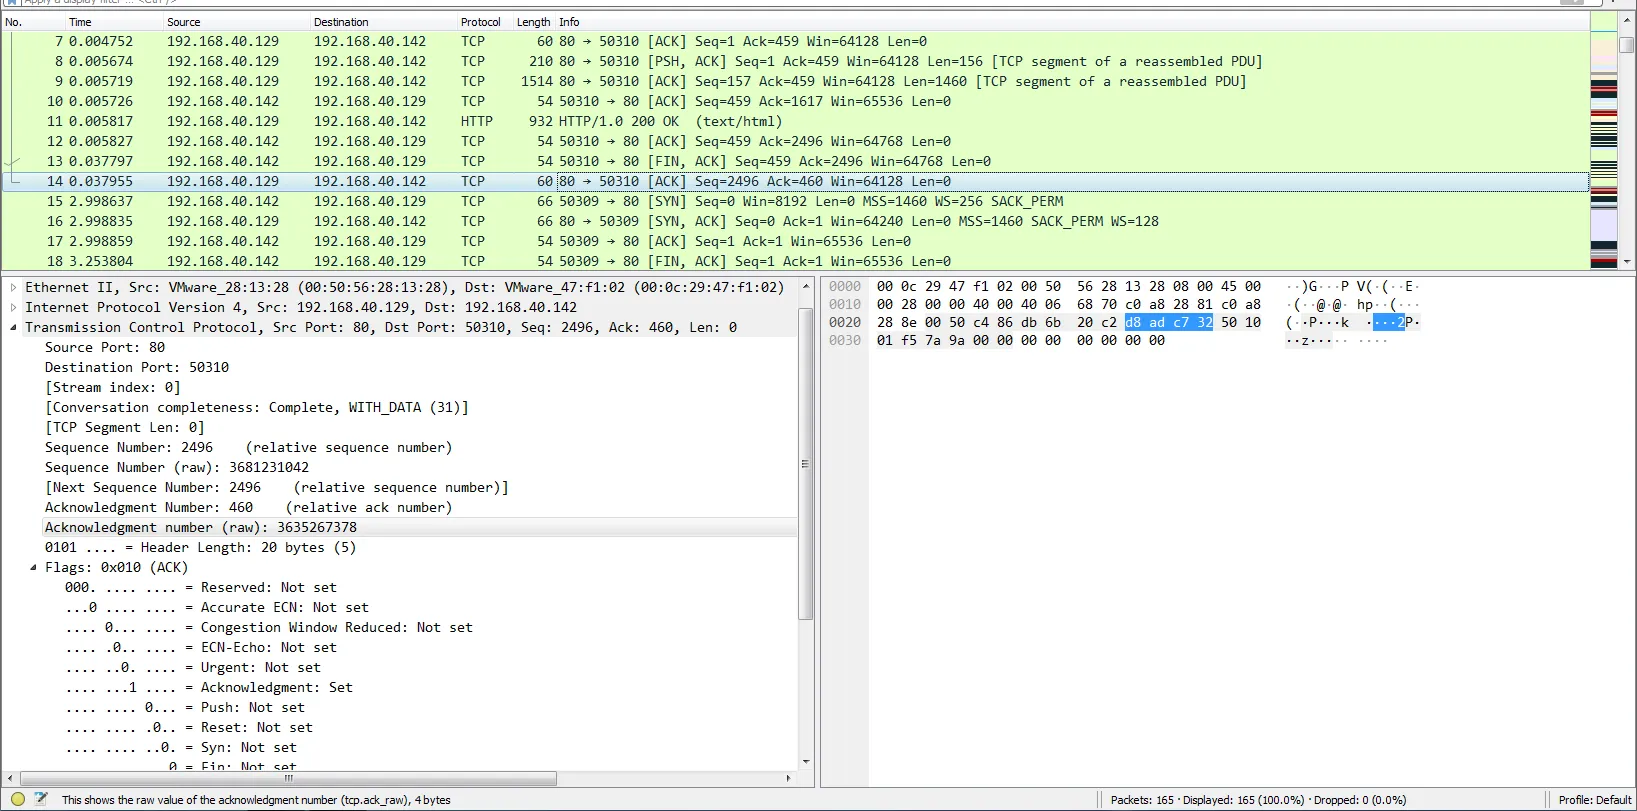 Apply a display filter ... <Ctrl-/>
No. Time Source Destination Protocol Length Info
7 0.004752 192.168.40.129 192.168.40.142 TCP 60 80 → 50310 [ACK] Seq=1 Ack=459 Win=64128 Len=0
8 0.005674 192.168.40.129 192.168.40.142 TCP 210 80 → 50310 [PSH, ACK] Seq=1 Ack=459 Win=64128 Len=156 [TCP segment of a reassembled PDU]
9 0.005719 192.168.40.129 192.168.40.142 TCP 1514 80 → 50310 [ACK] Seq=157 Ack=459 Win=64128 Len=1460 [TCP segment of a reassembled PDU]
10 0.005726 192.168.40.142 192.168.40.129 TCP 54 50310 → 80 [ACK] Seq=459 Ack=1617 Win=65536 Len=0
11 0.005817 192.168.40.129 192.168.40.142 HTTP 932 HTTP/1.0 200 OK (text/html)
12 0.005827 192.168.40.142 192.168.40.129 TCP 54 50310 → 80 [ACK] Seq=459 Ack=2496 Win=64768 Len=0
13 0.037797 192.168.40.142 192.168.40.129 TCP 54 50310 → 80 [FIN, ACK] Seq=459 Ack=2496 Win=64768 Len=0
14 0.037955 192.168.40.129 192.168.40.142 TCP 60 80 → 50310 [ACK] Seq=2496 Ack=460 Win=64128 Len=0
15 2.998637 192.168.40.142 192.168.40.129 TCP 66 50309 → 80 [SYN] Seq=0 Win=8192 Len=0 MSS=1460 WS=256 SACK_PERM
16 2.998835 192.168.40.129 192.168.40.142 TCP 66 80 → 50309 [SYN, ACK] Seq=0 Ack=1 Win=64240 Len=0 MSS=1460 SACK_PERM WS=128
17 2.998859 192.168.40.142 192.168.40.129 TCP 54 50309 → 80 [ACK] Seq=1 Ack=1 Win=65536 Len=0
18 3.253804 192.168.40.142 192.168.40.129 TCP 54 50309 → 80 [FIN, ACK] Seq=1 Ack=1 Win=65536 Len=0
Ethernet II, Src: VMware_28:13:28 (00:50:56:28:13:28), Dst: VMware_47:f1:02 (00:0c:29:47:f1:02)
Internet Protocol Version 4, Src: 192.168.40.129, Dst: 192.168.40.142
Transmission Control Protocol, Src Port: 80, Dst Port: 50310, Seq: 2496, Ack: 460, Len: 0
Source Port: 80
Destination Port: 50310
[Stream index: 0]
[Conversation completeness: Complete, WITH_DATA (31)]
[TCP Segment Len: 0]
Sequence Number: 2496 (relative sequence number)
Sequence Number (raw): 3681231042
[Next Sequence Number: 2496 (relative sequence number)]
Acknowledgment Number: 460 (relative ack number)
Acknowledgment number (raw): 3635267378
0101 .... = Header Length: 20 bytes (5)
Flags: 0x010 (ACK)
000. .... .... = Reserved: Not set
...0 .... .... = Accurate ECN: Not set
.... 0... .... = Congestion Window Reduced: Not set
.... .0.. .... = ECN-Echo: Not set
.... ..0. .... = Urgent: Not set
.... ...1 .... = Acknowledgment: Set
.... .... 0... = Push: Not set
.... .... .0.. = Reset: Not set
.... .... ..0. = Syn: Not set
0 = Fin: Not set
0000 00 0c 29 47 f1 02 00 50 56 28 13 28 08 00 45 00 ··)G···P V(·(··E·
0010 00 28 00 00 40 00 40 06 68 70 c0 a8 28 81 c0 a8 ·(··@·@· hp··(···
0020 28 8e 00 50 c4 86 db 6b 20 c2 d8 ad c7 32 50 10 (··P···k ····2P·
0030 01 f5 7a 9a 00 00 00 00 00 00 00 00 ··z····· ····
This shows the raw value of the acknowledgment number (tcp.ack_raw), 4 bytes
Packets: 165 · Displayed: 165 (100.0%) · Dropped: 0 (0.0%)
Profile: Default